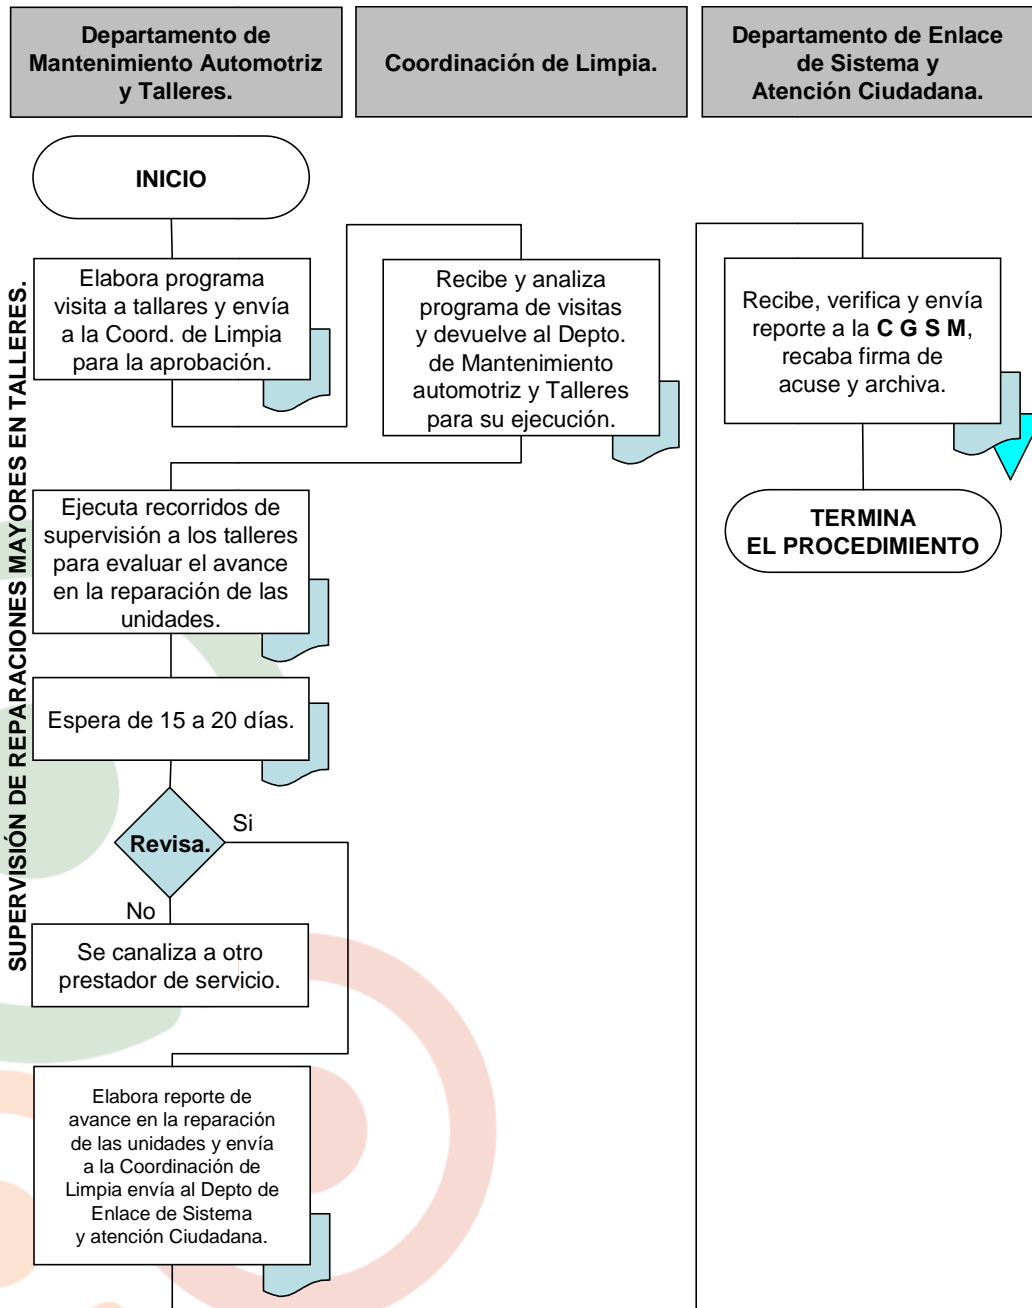 Departamento de
Mantenimiento Automotriz
y Talleres.
Coordinación de Limpia.
Departamento de Enlace
de Sistema y
Atención Ciudadana.
SUPERVISIÓN DE REPARACIONES MAYORES EN TALLERES.
INICIO
Elabora programa
visita a tallares y envía
a la Coord. de Limpia
para la aprobación.
Recibe y analiza
programa de visitas
y devuelve al Depto.
de Mantenimiento
automotriz y Talleres
para su ejecución.
Ejecuta recorridos de
supervisión a los talleres
para evaluar el avance
en la reparación de las
unidades.
Espera de 15 a 20 días.
Revisa.
Si
No
Se canaliza a otro
prestador de servicio.
Elabora reporte de
avance en la reparación
de las unidades y envía
a la Coordinación de
Limpia envía al Depto de
Enlace de Sistema
y atención Ciudadana.
Recibe, verifica y envía
reporte a la C G S M,
recaba firma de
acuse y archiva.
TERMINA
EL PROCEDIMIENTO